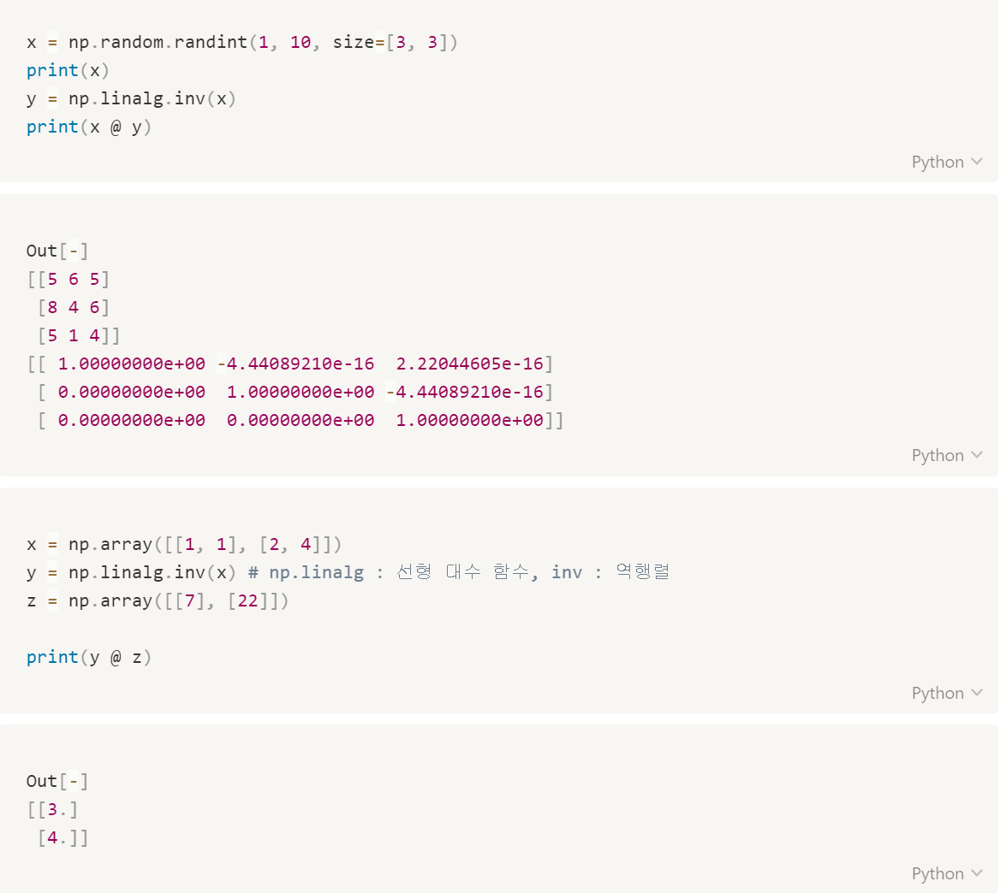 x = np.random.randint(1, 10, size=[3, 3])
print(x)
y = np.linalg.inv(x)
print(x @ y)
Python
Out[-]
[[5 6 5]
 [8 4 6]
 [5 1 4]]
[[ 1.00000000e+00 -4.44089210e-16  2.22044605e-16]
 [ 0.00000000e+00  1.00000000e+00 -4.44089210e-16]
 [ 0.00000000e+00  0.00000000e+00  1.00000000e+00]]
Python
x = np.array([[1, 1], [2, 4]])
y = np.linalg.inv(x) # np.linalg : 선형 대수 함수, inv : 역행렬
z = np.array([[7], [22]])
print(y @ z)
Python
Out[-]
[[3.]
 [4.]]
Python